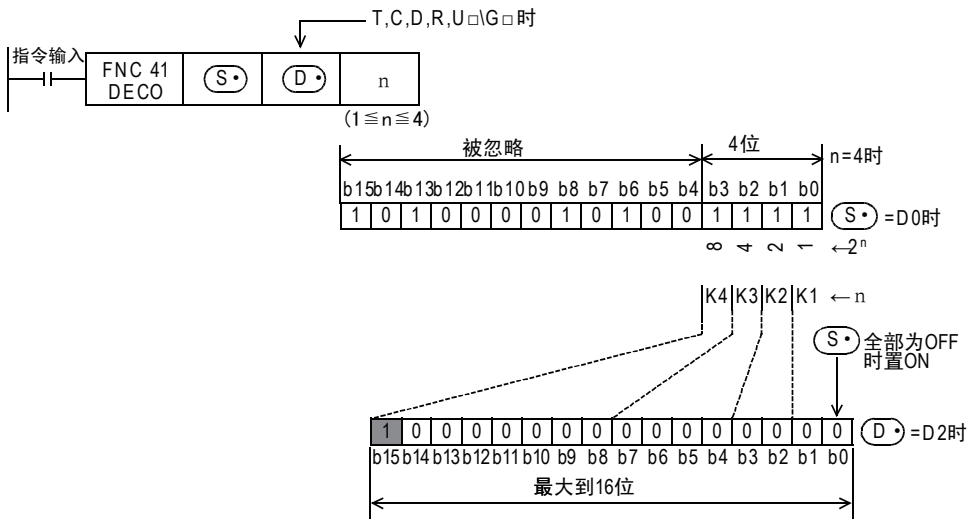 T,C,D,R,U□\G□时
指令输入
FNC 41 DECO S· D· n
(1≦n≦4)
被忽略 4位 n=4时
b15 b14 b13 b12 b11 b10 b9 b8 b7 b6 b5 b4 b3 b2 b1 b0
1 0 1 0 0 0 0 1 0 1 0 0 1 1 1 1 S· =D0时
8 4 2 1 ←2ⁿ
K4 K3 K2 K1 ←n
S· 全部为OFF
时置ON
1 0 0 0 0 0 0 0 0 0 0 0 0 0 0 0 D· =D2时
b15 b14 b13 b12 b11 b10 b9 b8 b7 b6 b5 b4 b3 b2 b1 b0
最大到16位